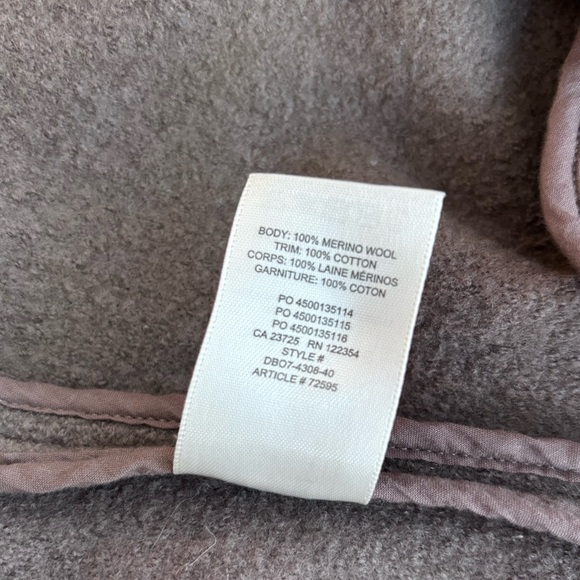 BODY: 100% MERINO WOOL
TRIM: 100% COTTON
CORPS: 100% LAINE MÉRINOS
GARNITURE: 100% COTON
PO 4500135114
PO 4500135115
PO 4500135116
CA 23725 RN 122354
STYLE #
DBO7-4308-40
ARTICLE # 72595